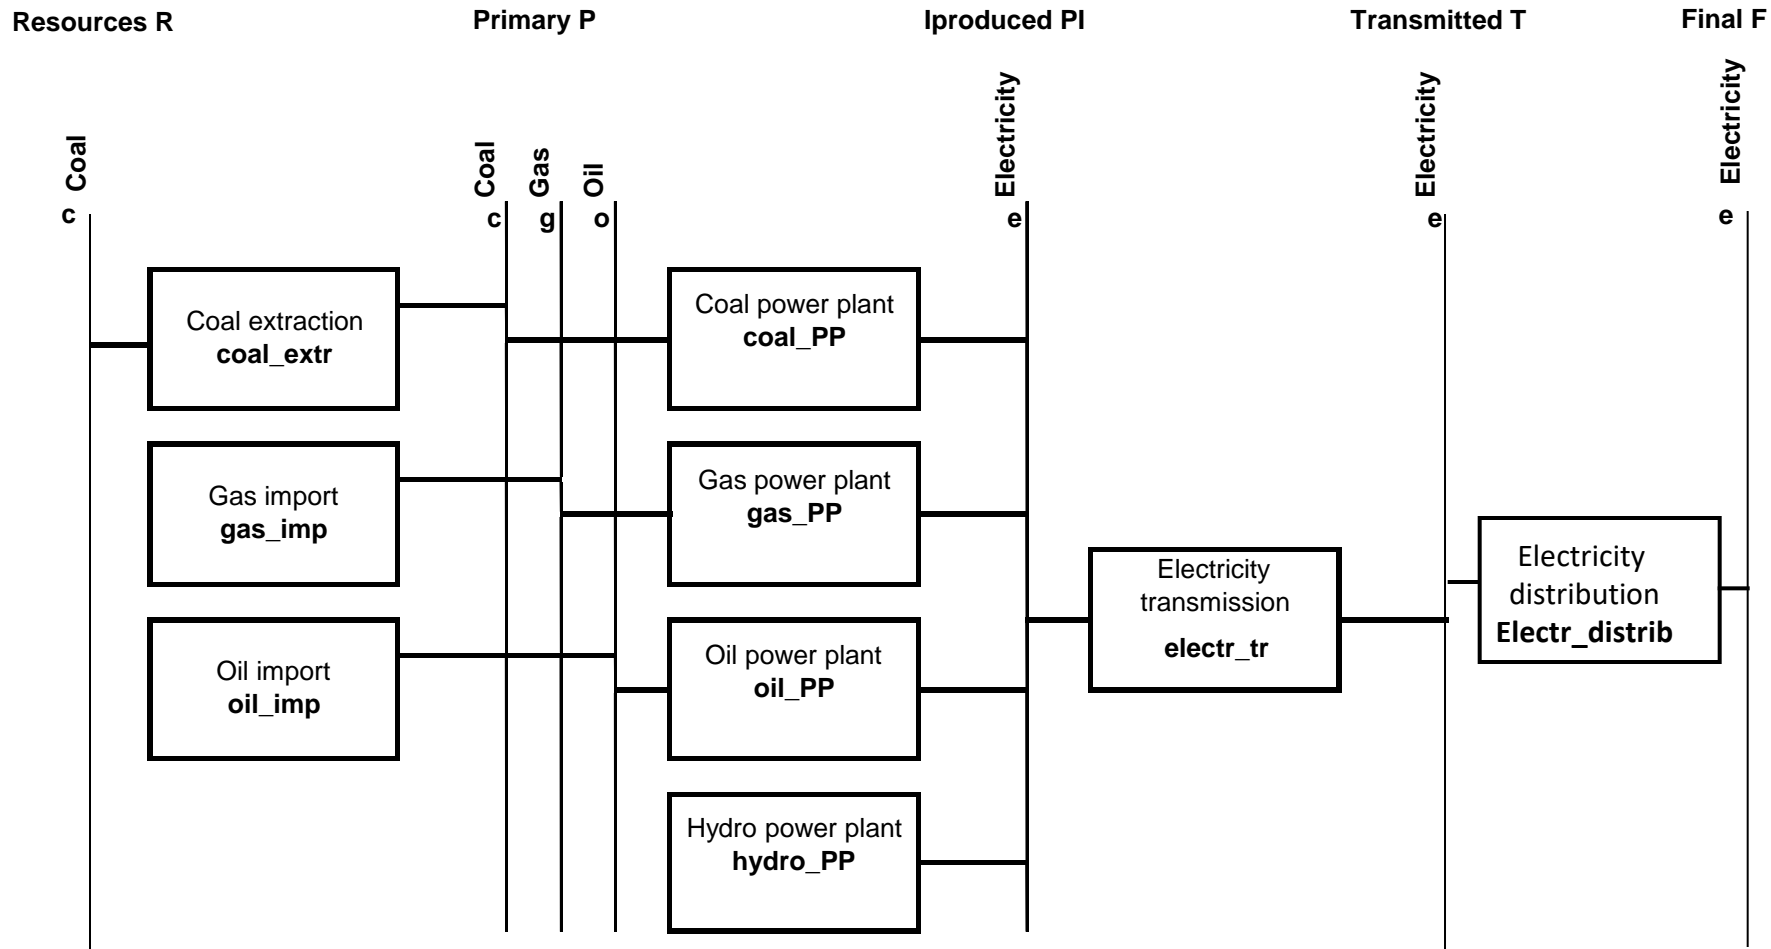 Resources R
Primary P
Iproduced PI
Transmitted T
Final F
Coal
c
Coal
c
Gas
g
Oil
o
Electricity
e
Electricity
e
Electricity
e
Coal extraction
coal_extr
Gas import
gas_imp
Oil import
oil_imp
Coal power plant
coal_PP
Gas power plant
gas_PP
Oil power plant
oil_PP
Hydro power plant
hydro_PP
Electricity
transmission
electr_tr
Electricity
distribution
Electr_distrib